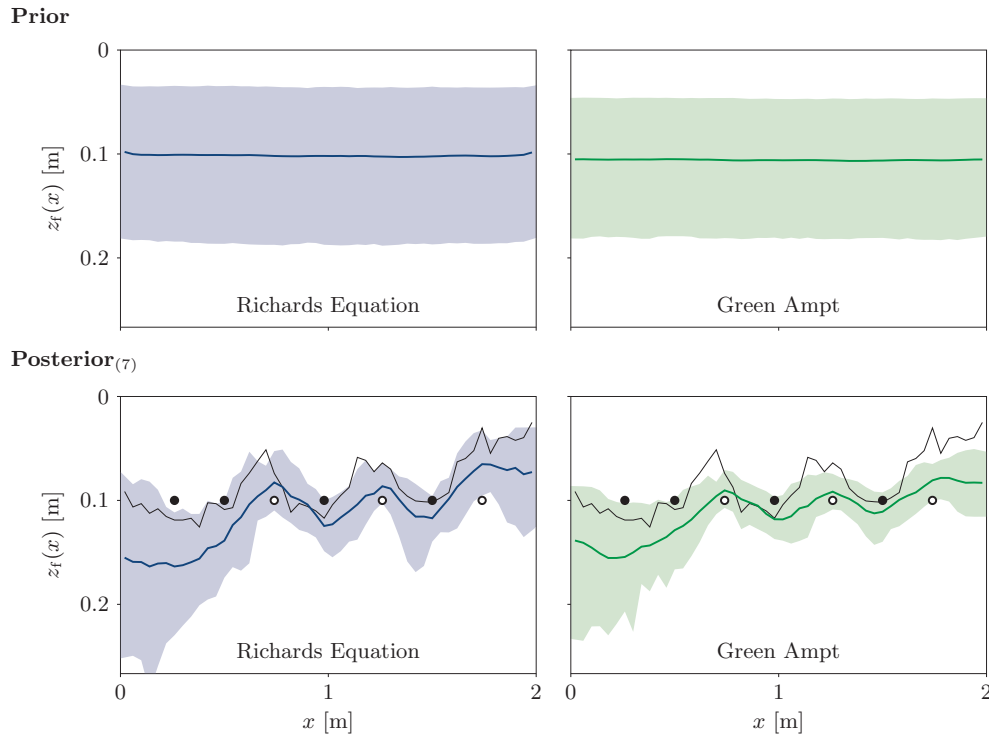 Prior
0
0.1
0.2
z_f(x) [m]
Richards Equation
Green Ampt
Posterior(7)
0
0.1
0.2
z_f(x) [m]
Richards Equation
Green Ampt
0
1
2
0
1
2
x [m]
x [m]